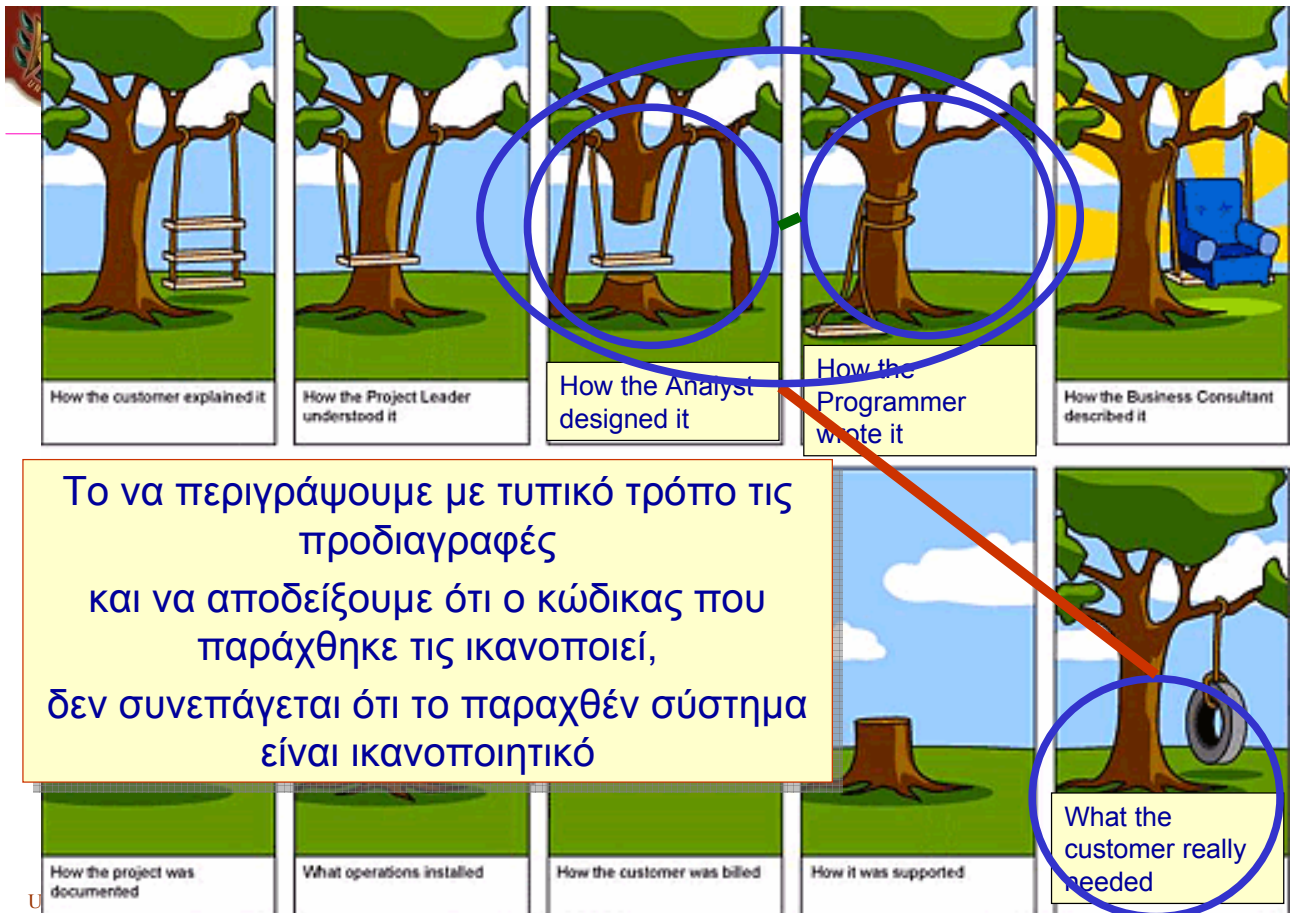 How the customer explained it
How the Project Leader
understood it
How the Analyst
designed it
How the
Programmer
wrote it
How the Business Consultant
described it
Το να περιγράψουμε με τυπικό τρόπο τις
προδιαγραφές
και να αποδείξουμε ότι ο κώδικας που
παράχθηκε τις ικανοποιεί,
δεν συνεπάγεται ότι το παραχθέν σύστημα
είναι ικανοποιητικό
How the project was
documented
What operations installed
How the customer was billed
How it was supported
What the
customer really
needed
U